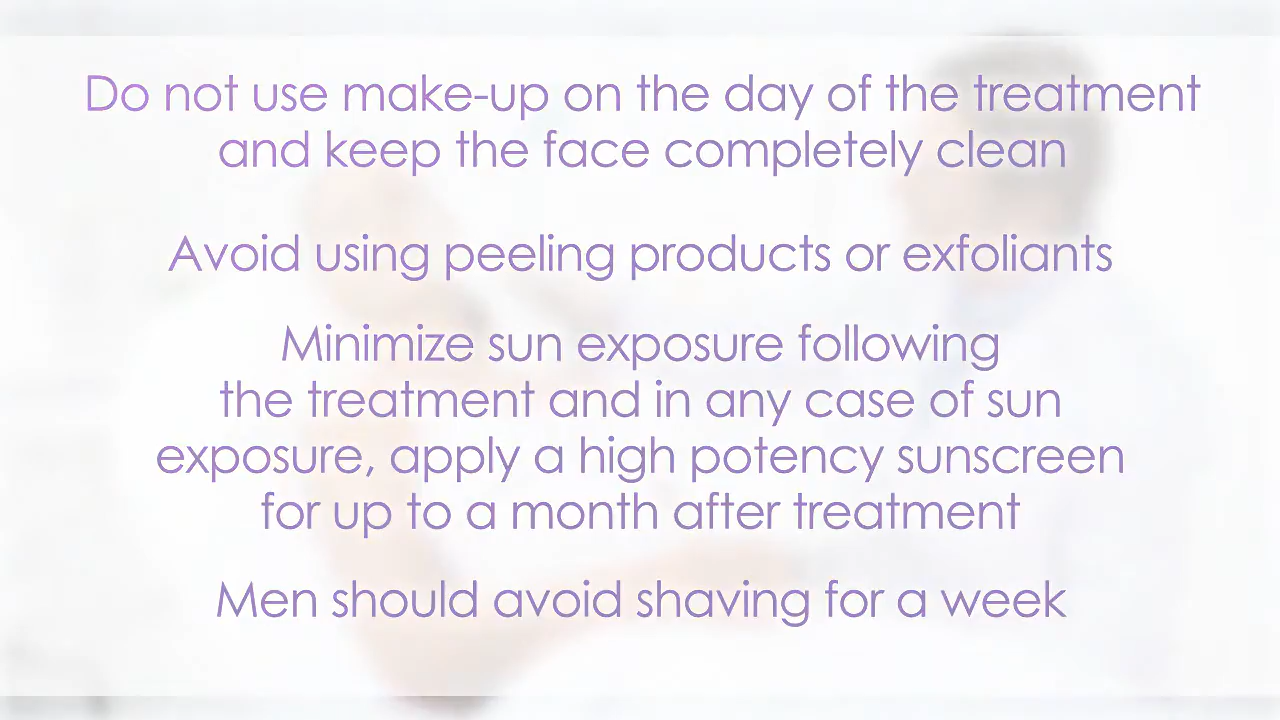 Do not use make-up on the day of the treatment
and keep the face completely clean
Avoid using peeling products or exfoliants
Minimize sun exposure following
the treatment and in any case of sun
exposure, apply a high potency sunscreen
for up to a month after treatment
Men should avoid shaving for a week